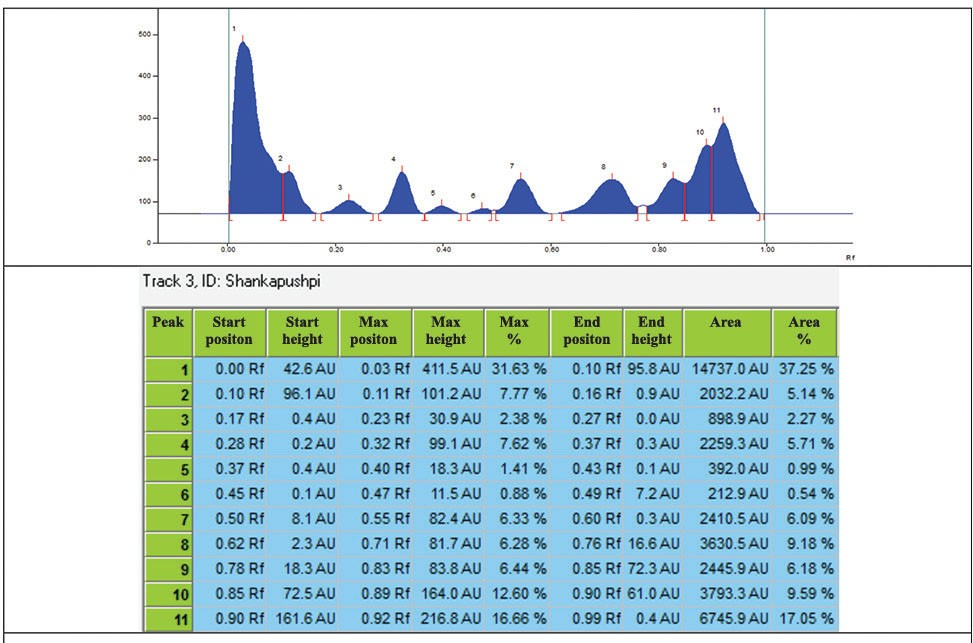 500
400
300
200
100
0
1
2
3
4
5
6
7
8
9
10
11
0.00 0.20 0.40 0.60 0.80 1.00
Rf
Track 3, ID: Shankapushpi
Peak Start positon Start height Max positon Max height Max % End positon End height Area Area %
1 0.00 Rf 42.6 AU 0.03 Rf 411.5 AU 31.63 % 0.10 Rf 95.8 AU 14737.0 AU 37.25 %
2 0.10 Rf 96.1 AU 0.11 Rf 101.2 AU 7.77 % 0.16 Rf 0.9 AU 2032.2 AU 5.14 %
3 0.17 Rf 0.4 AU 0.23 Rf 30.9 AU 2.38 % 0.27 Rf 0.0 AU 898.9 AU 2.27 %
4 0.28 Rf 0.2 AU 0.32 Rf 99.1 AU 7.62 % 0.37 Rf 0.3 AU 2259.3 AU 5.71 %
5 0.37 Rf 0.4 AU 0.40 Rf 18.3 AU 1.41 % 0.43 Rf 0.1 AU 392.0 AU 0.99 %
6 0.45 Rf 0.1 AU 0.47 Rf 11.5 AU 0.88 % 0.49 Rf 7.2 AU 212.9 AU 0.54 %
7 0.50 Rf 8.1 AU 0.55 Rf 82.4 AU 6.33 % 0.60 Rf 0.3 AU 2410.5 AU 6.09 %
8 0.62 Rf 2.3 AU 0.71 Rf 81.7 AU 6.28 % 0.76 Rf 16.6 AU 3630.5 AU 9.18 %
9 0.78 Rf 18.3 AU 0.83 Rf 83.8 AU 6.44 % 0.85 Rf 72.3 AU 2445.9 AU 6.18 %
10 0.85 Rf 72.5 AU 0.89 Rf 164.0 AU 12.60 % 0.90 Rf 61.0 AU 3793.3 AU 9.59 %
11 0.90 Rf 161.6 AU 0.92 Rf 216.8 AU 16.66 % 0.99 Rf 0.4 AU 6745.9 AU 17.05 %